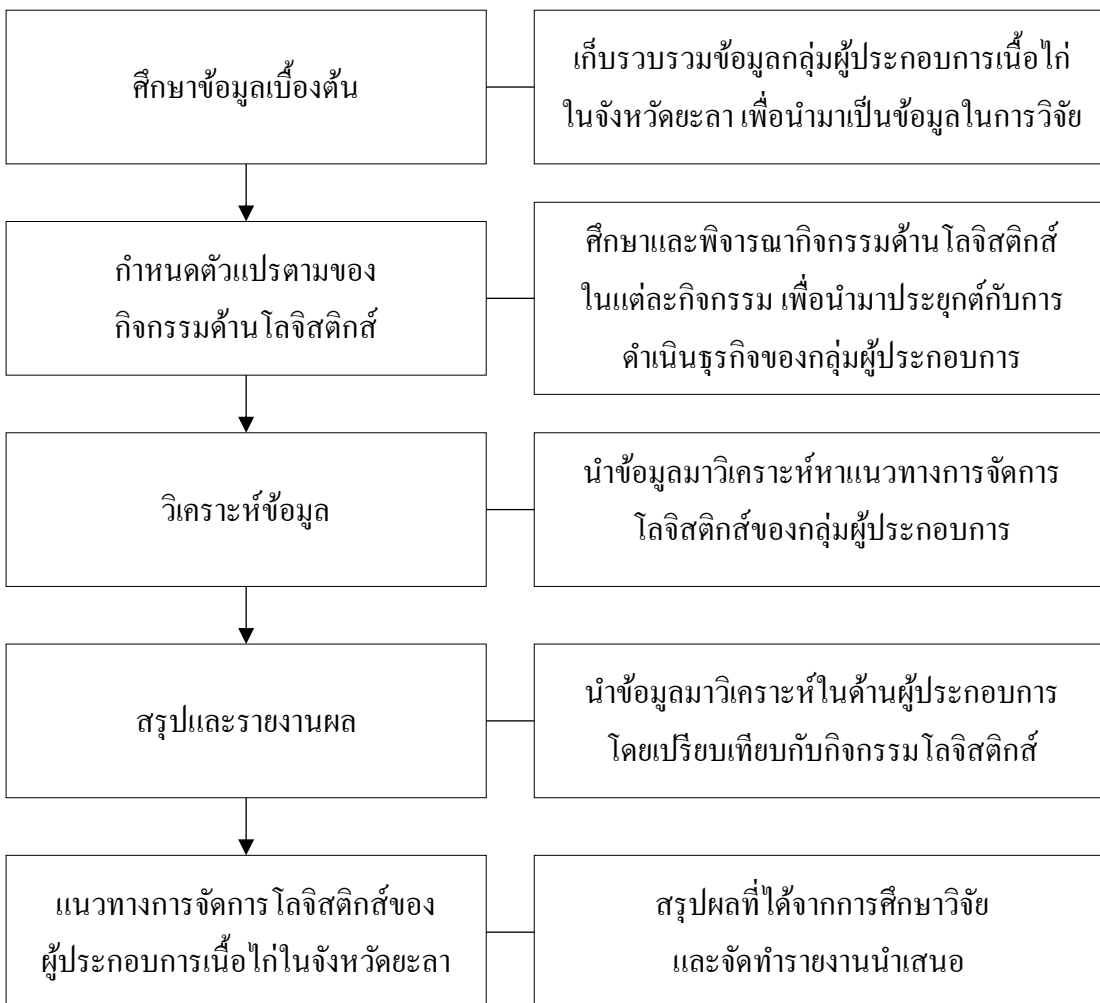 ศึกษาข้อมูลเบื้องต้น
เก็บรวบรวมข้อมูลกลุ่มผู้ประกอบการเนื้อไก่
ในจังหวัดยะลา เพื่อนำมาเป็นข้อมูลในการวิจัย
กำหนดตัวแปรตามของ
กิจกรรมด้านโลจิสติกส์
ศึกษาและพิจารณากิจกรรมด้านโลจิสติกส์
ในแต่ละกิจกรรม เพื่อนำมาประยุกต์กับการ
ดำเนินธุรกิจของกลุ่มผู้ประกอบการ
วิเคราะห์ข้อมูล
นำข้อมูลมาวิเคราะห์หาแนวทางการจัดการ
โลจิสติกส์ของกลุ่มผู้ประกอบการ
สรุปและรายงานผล
นำข้อมูลมาวิเคราะห์ในด้านผู้ประกอบการ
โดยเปรียบเทียบกับกิจกรรมโลจิสติกส์
แนวทางการจัดการโลจิสติกส์ของ
ผู้ประกอบการเนื้อไก่ในจังหวัดยะลา
สรุปผลที่ได้จากการศึกษาวิจัย
และจัดทำรายงานนำเสนอ